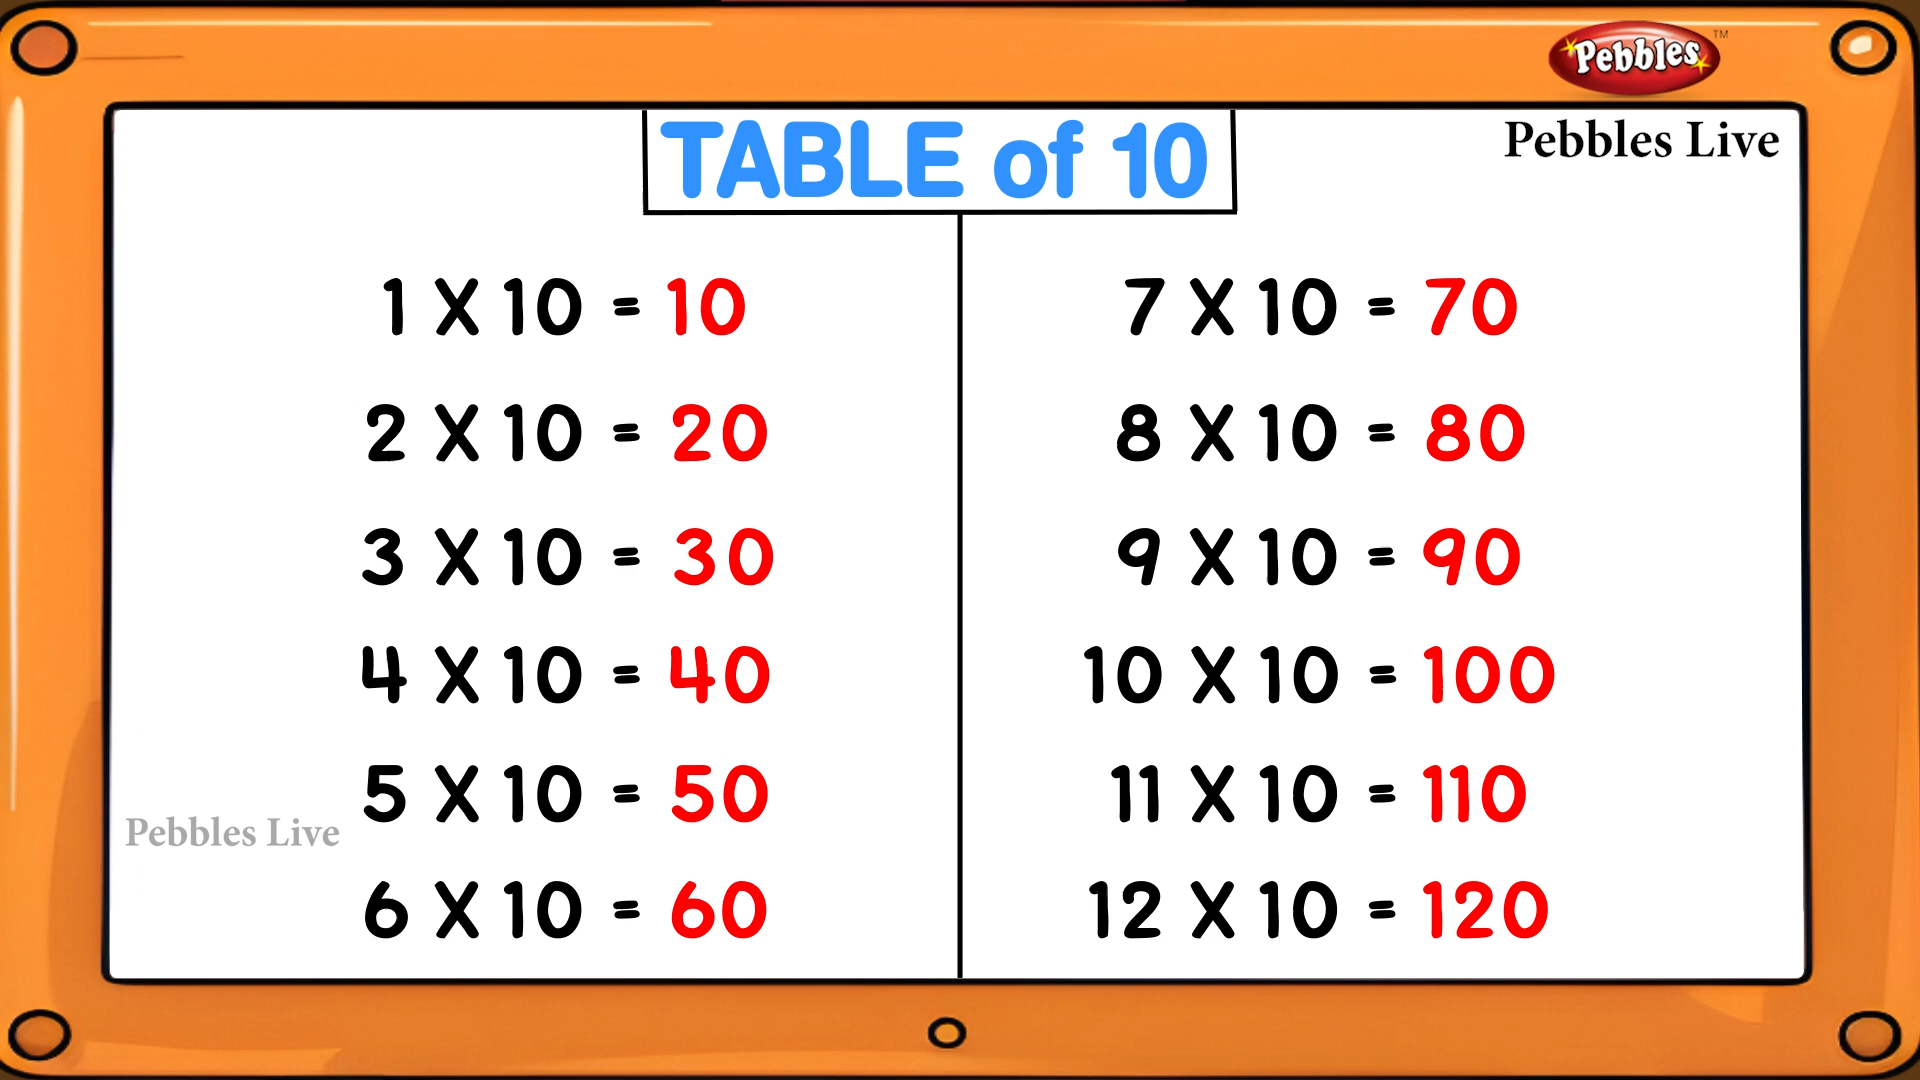 Pebbles™
Pebbles Live
TABLE of 10
1 X 10 = 10
2 X 10 = 20
3 X 10 = 30
4 X 10 = 40
5 X 10 = 50
6 X 10 = 60
7 X 10 = 70
8 X 10 = 80
9 X 10 = 90
10 X 10 = 100
11 X 10 = 110
12 X 10 = 120
Pebbles Live